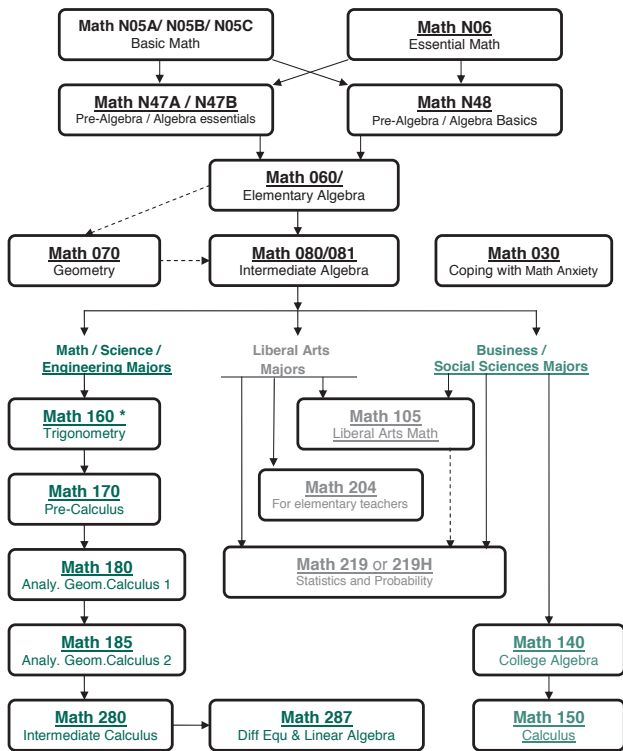 Math N05A/ N05B/ N05C
Basic Math
Math N06
Essential Math
Math N47A / N47B
Pre-Algebra / Algebra essentials
Math N48
Pre-Algebra / Algebra Basics
Math 060/
Elementary Algebra
Math 070
Geometry
Math 080/081
Intermediate Algebra
Math 030
Coping with Math Anxiety
Math / Science /
Engineering Majors
Liberal Arts
Majors
Business /
Social Sciences Majors
Math 160 *
Trigonometry
Math 105
Liberal Arts Math
Math 170
Pre-Calculus
Math 204
For elementary teachers
Math 180
Analy. Geom.Calculus 1
Math 219 or 219H
Statistics and Probability
Math 185
Analy. Geom.Calculus 2
Math 140
College Algebra
Math 280
Intermediate Calculus
Math 287
Diff Equ & Linear Algebra
Math 150
Calculus